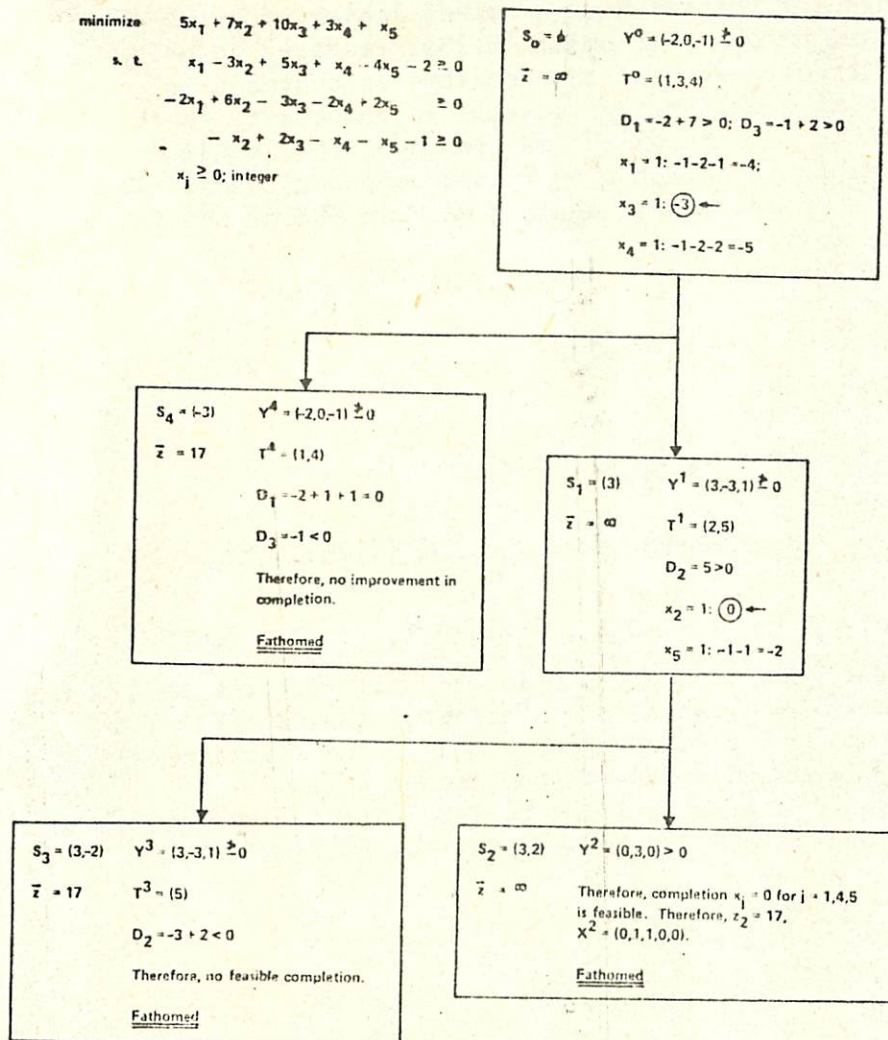 minimize 5x₁ + 7x₂ + 10x₃ + 3x₄ + x₅
s. t. x₁ - 3x₂ + 5x₃ + x₄ - 4x₅ - 2 ≥ 0
- 2x₁ + 6x₂ - 3x₃ - 2x₄ + 2x₅ ≥ 0
- x₂ + 2x₃ - x₄ - x₅ - 1 ≥ 0
xⱼ ≥ 0; integer
S₀ = ϕ Y⁰ = (-2,0,-1) ≱ 0
z̄ = ∞ T⁰ = (1,3,4)
D₁ = -2 + 7 > 0; D₃ = -1 + 2 > 0
x₁ = 1: -1-2-1 = -4;
x₃ = 1: -3 ←
x₄ = 1: -1-2-2 = -5
S₄ = (-3) Y⁴ = (-2,0,-1) ≱ 0
z̄ = 17 T⁴ = (1,4)
D₁ = -2 + 1 + 1 = 0
D₃ = -1 < 0
Therefore, no improvement in
completion.
Fathomed
S₁ = (3) Y¹ = (3,-3,1) ≱ 0
z̄ = ∞ T¹ = (2,5)
D₂ = 5 > 0
x₂ = 1: 0 ←
x₅ = 1: -1-1 = -2
S₃ = (3,-2) Y³ = (3,-3,1) ≱ 0
z̄ = 17 T³ = (5)
D₂ = -3 + 2 < 0
Therefore, no feasible completion.
Fathomed
S₂ = (3,2) Y² = (0,3,0) > 0
z̄ = ∞ Therefore, completion xⱼ = 0 for j = 1,4,5
is feasible. Therefore, z₂ = 17,
X² = (0,1,1,0,0).
Fathomed